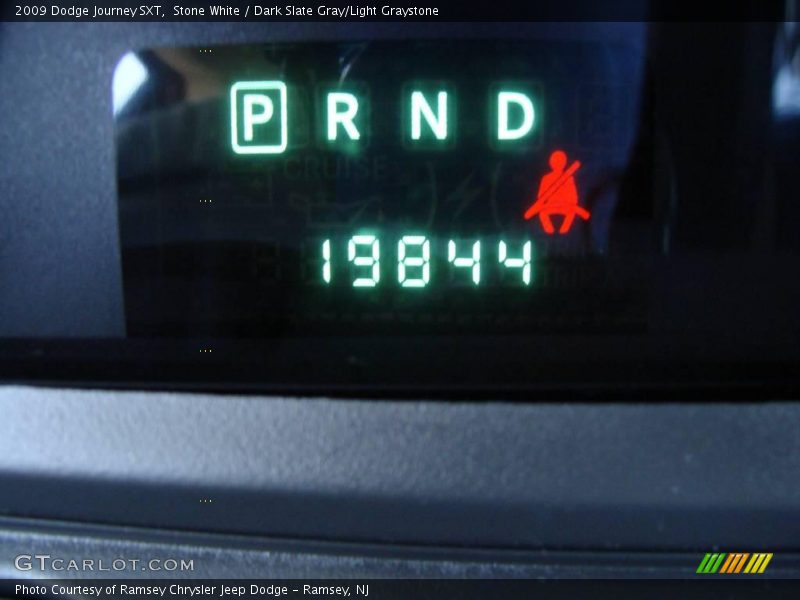 2009 Dodge Journey SXT, Stone White / Dark Slate Gray/Light Graystone
P R N D
CRUISE
19844
GTCARLOT.COM
Photo Courtesy of Ramsey Chrysler Jeep Dodge - Ramsey, NJ